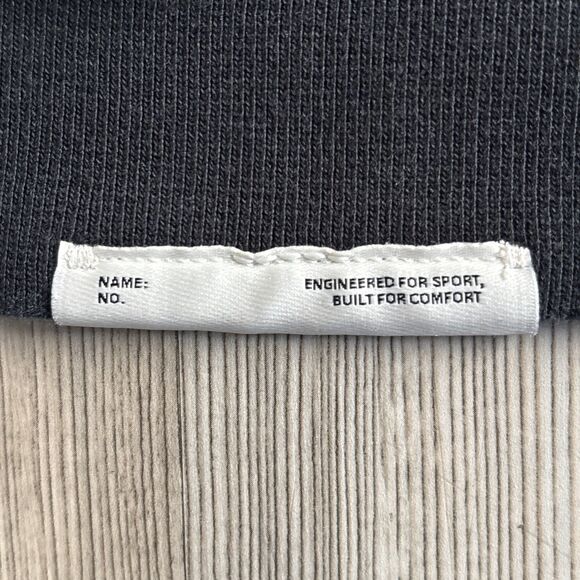 NAME:
NO.
ENGINEERED FOR SPORT,
BUILT FOR COMFORT